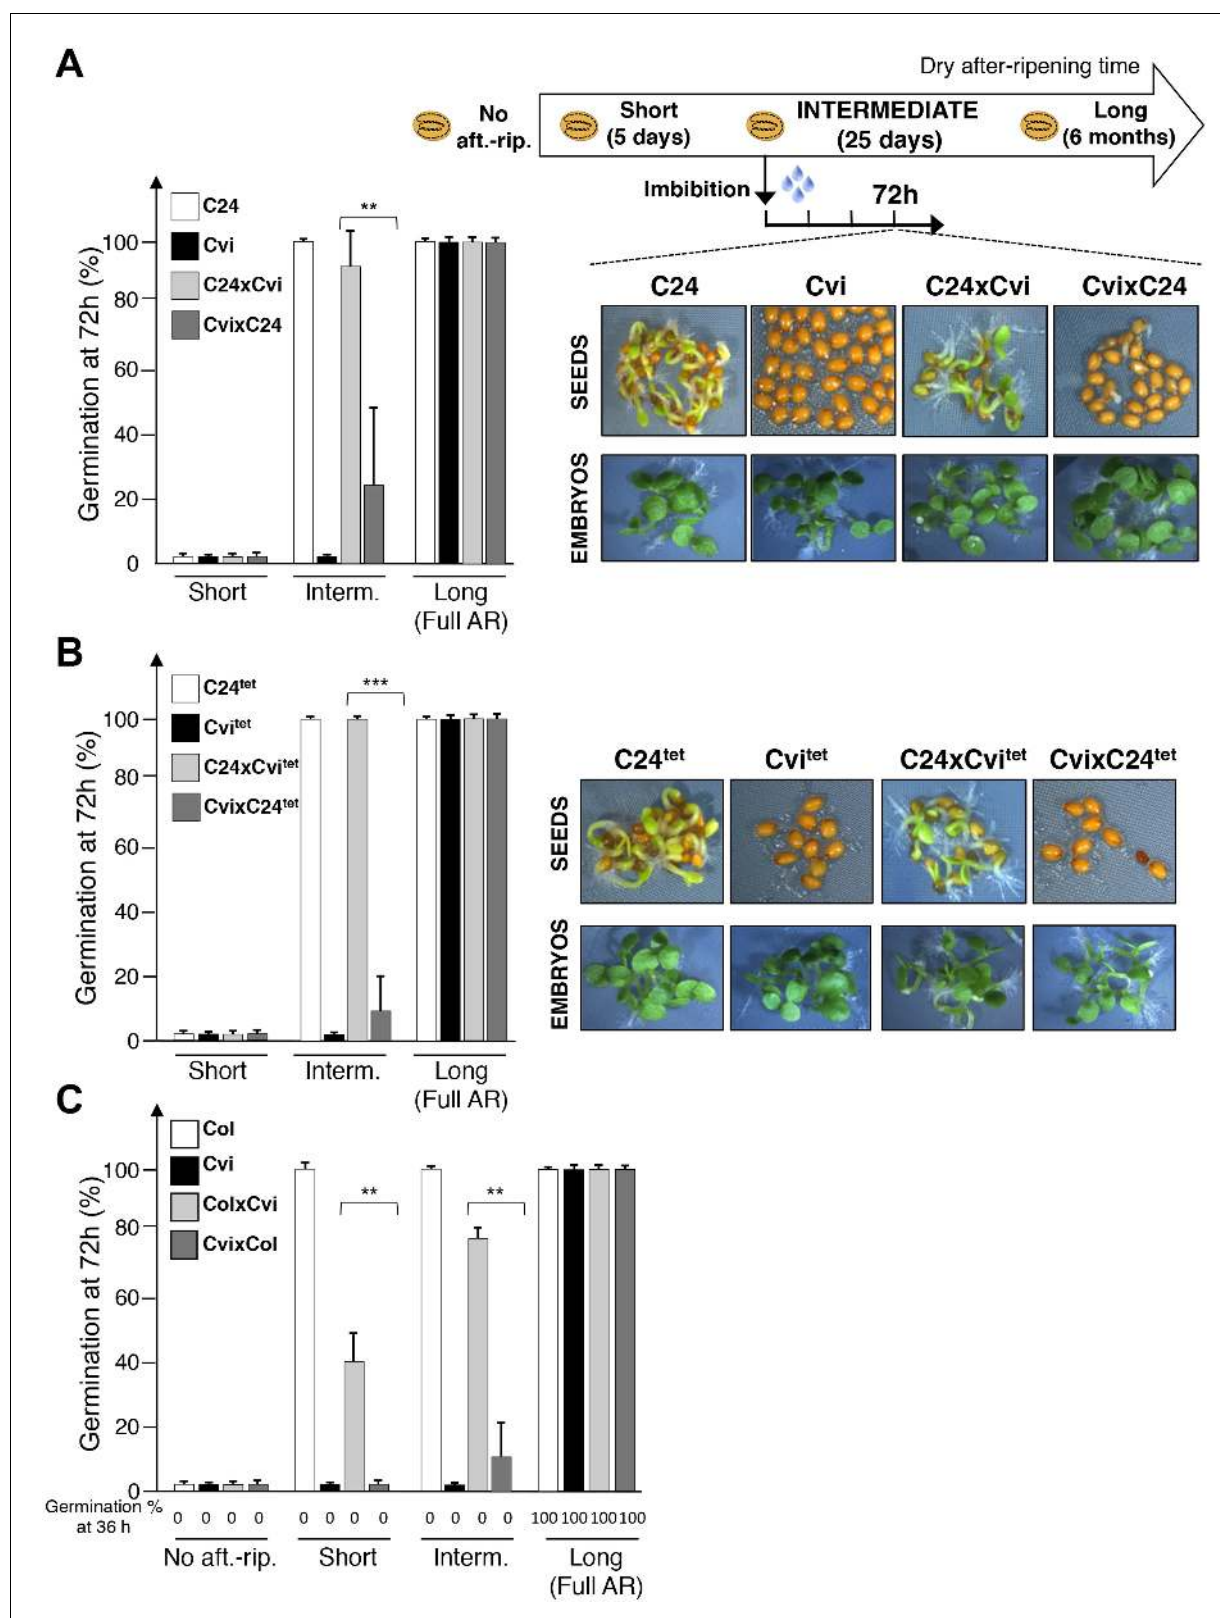 A
Dry after-ripening time
No
aft.-rip.
Short
(5 days)
INTERMEDIATE
(25 days)
Long
(6 months)
Imbibition
72h
C24
Cvi
C24xCvi
CvixC24
**
Germination at 72h (%)
100
80
60
40
20
0
Short
Interm.
Long
(Full AR)
C24
Cvi
C24xCvi
CvixC24
SEEDS
EMBRYOS
B
C24tet
Cvitet
C24xCvitet
CvixC24tet
***
Germination at 72h (%)
100
80
60
40
20
0
Short
Interm.
Long
(Full AR)
C24tet
Cvitet
C24xCvitet
CvixC24tet
SEEDS
EMBRYOS
C
Col
Cvi
ColxCvi
CvixCol
**
**
Germination at 72h (%)
100
80
60
40
20
0
Germination %
at 36 h
0 0 0 0
0 0 0 0
0 0 0 0
100 100 100 100
No aft.-rip.
Short
Interm.
Long
(Full AR)